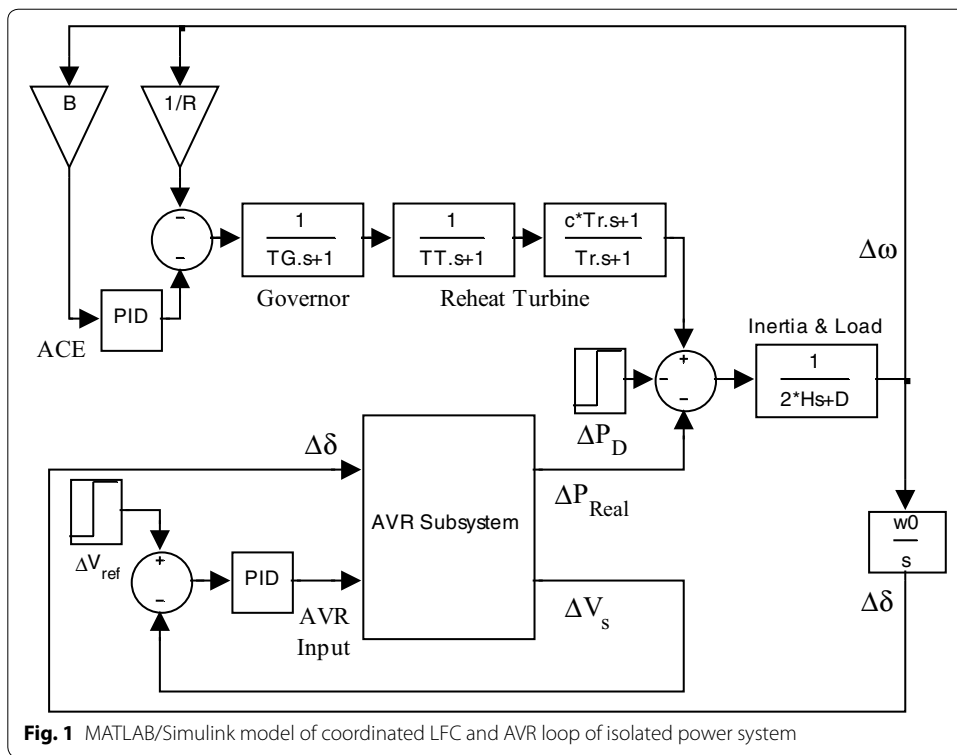 B
1/R
1
TG.s+1
1
TT.s+1
c*Tr.s+1
Tr.s+1
Governor
Reheat Turbine
PID
ACE
Δω
Inertia & Load
1
2*Hs+D
+
ΔP_D
Δδ
ΔP_Real
AVR Subsystem
ΔV_ref
+
PID
AVR
Input
ΔV_s
w0
s
Δδ
Fig. 1 MATLAB/Simulink model of coordinated LFC and AVR loop of isolated power system